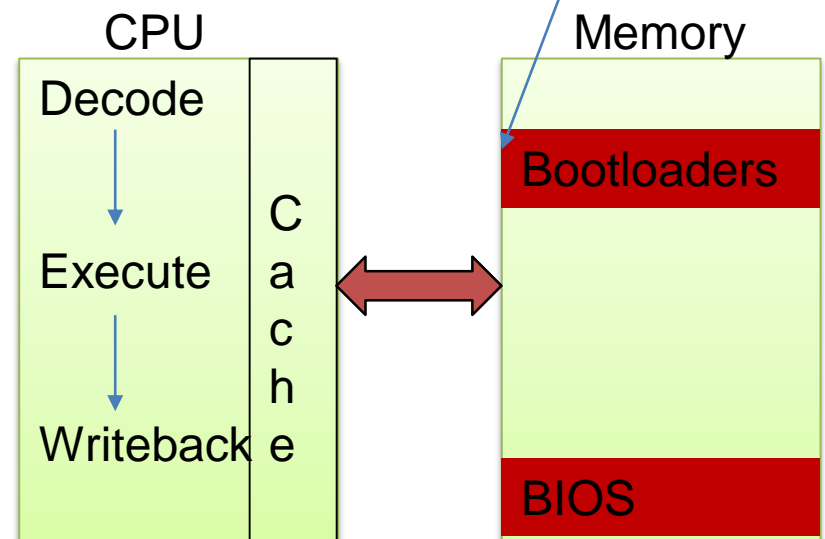 CPU
Decode
Execute
Writeback
C
a
c
h
e
Memory
Bootloaders
BIOS